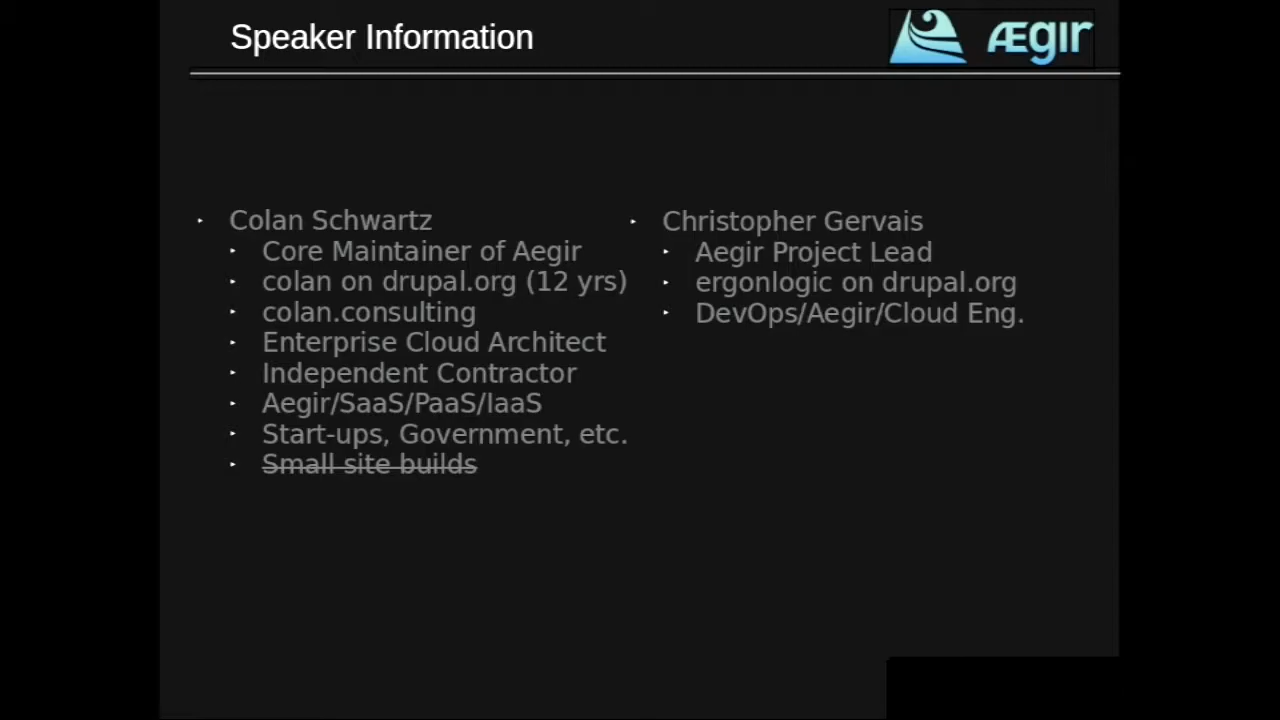 Speaker Information
ÆGIR
Colan Schwartz
Core Maintainer of Aegir
colan on drupal.org (12 yrs)
colan.consulting
Enterprise Cloud Architect
Independent Contractor
Aegir/SaaS/PaaS/IaaS
Start-ups, Government, etc.
Small site builds
Christopher Gervais
Aegir Project Lead
ergonlogic on drupal.org
DevOps/Aegir/Cloud Eng.